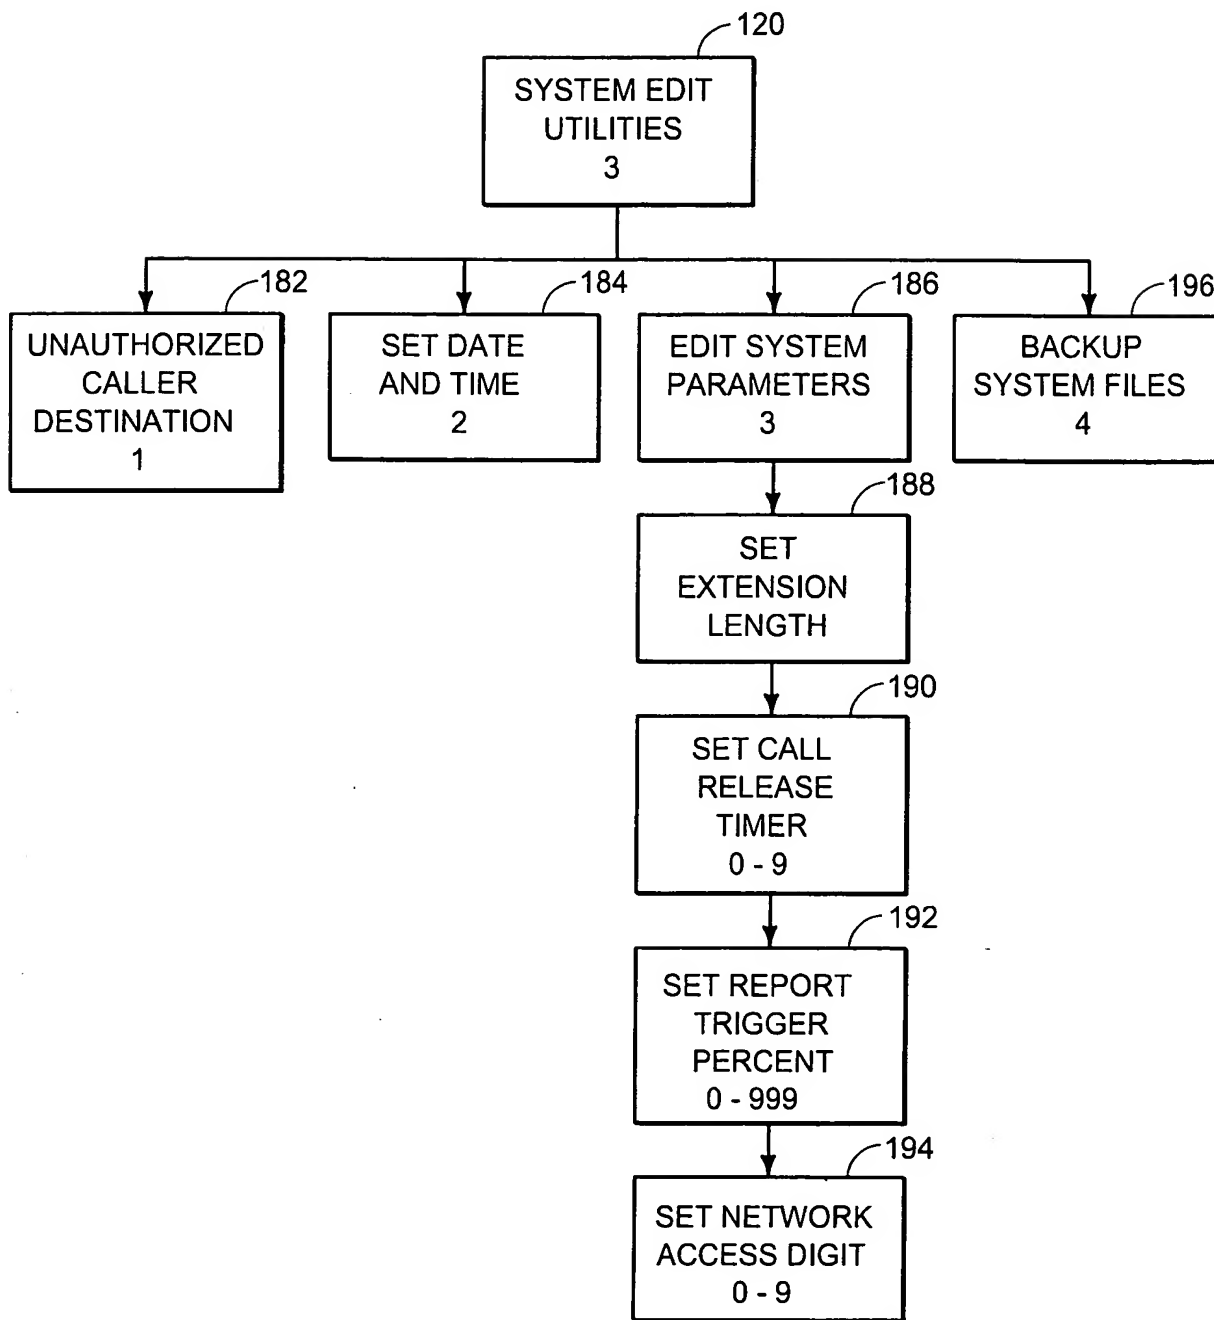 120
SYSTEM EDIT
UTILITIES
3
182
UNAUTHORIZED
CALLER
DESTINATION
1
184
SET DATE
AND TIME
2
186
EDIT SYSTEM
PARAMETERS
3
196
BACKUP
SYSTEM FILES
4
188
SET
EXTENSION
LENGTH
190
SET CALL
RELEASE
TIMER
0 - 9
192
SET REPORT
TRIGGER
PERCENT
0 - 999
194
SET NETWORK
ACCESS DIGIT
0 - 9